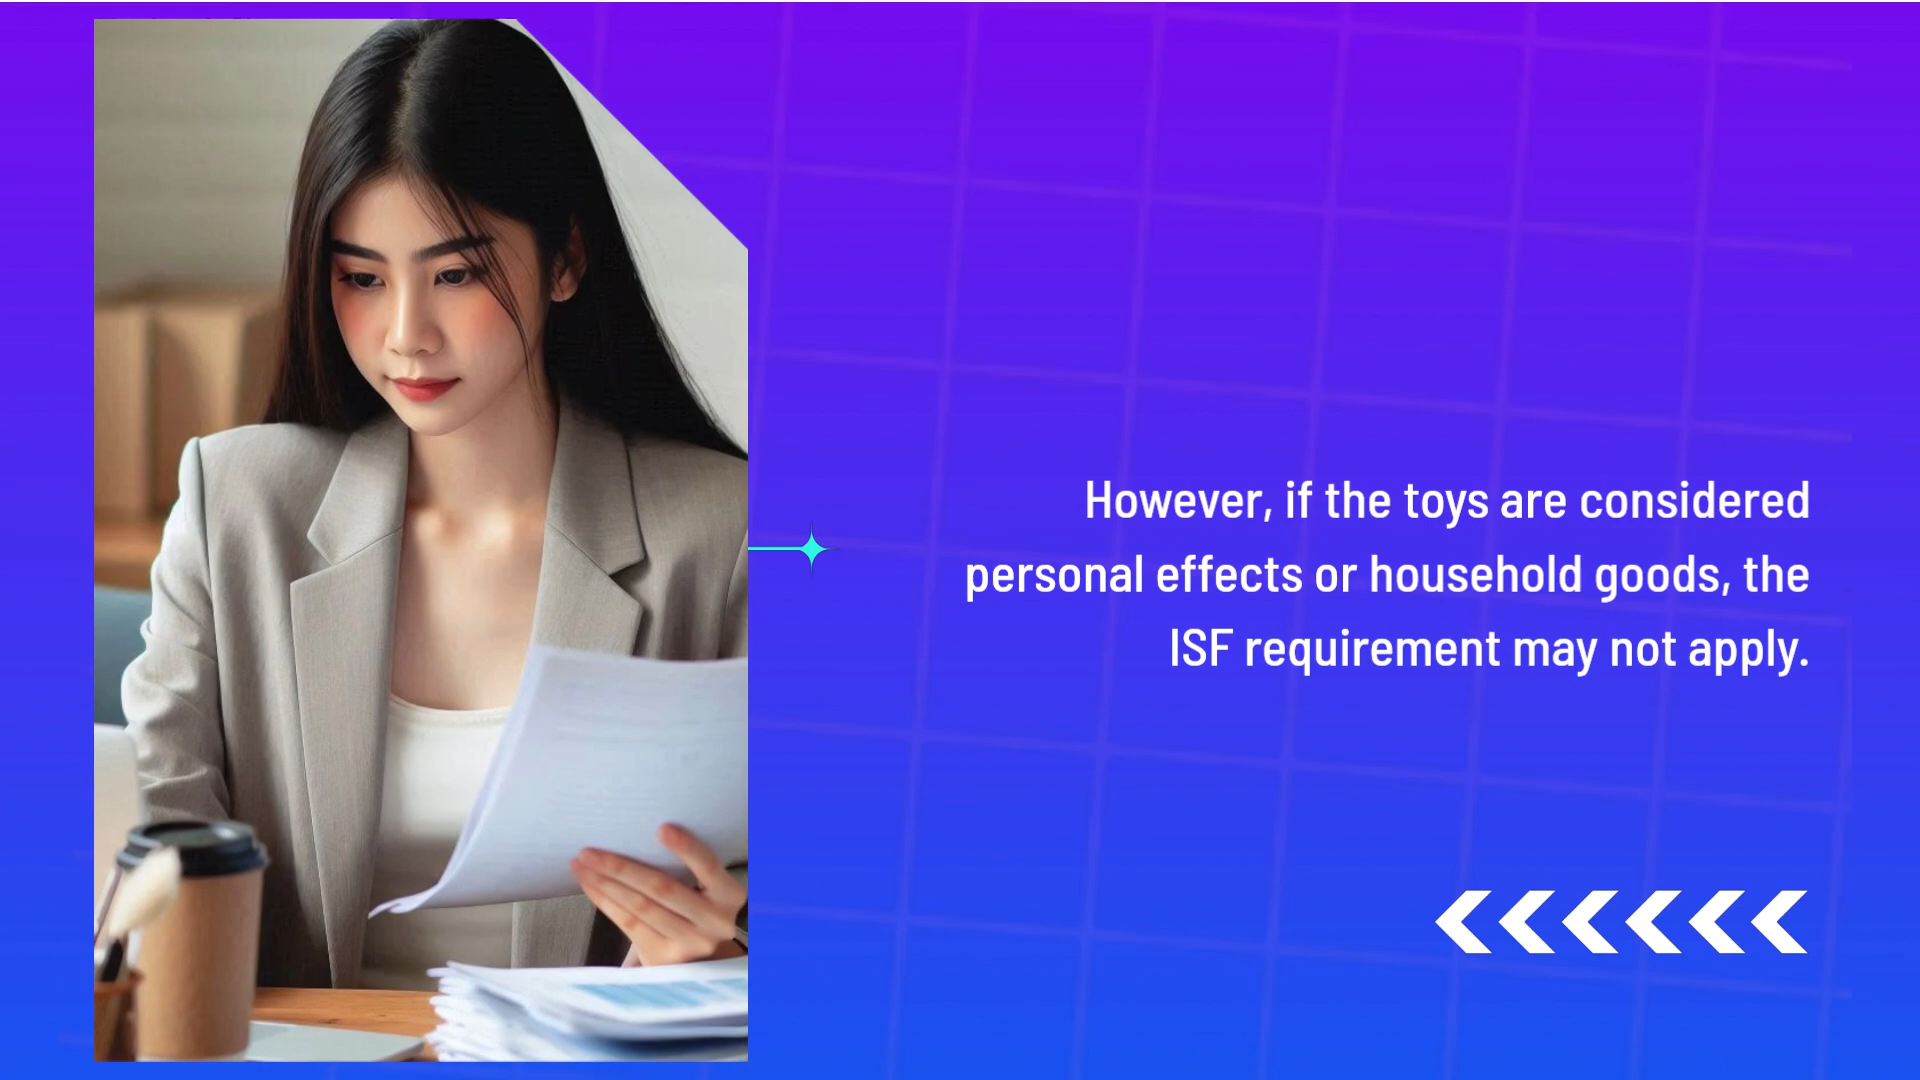 However, if the toys are considered
personal effects or household goods, the
ISF requirement may not apply.